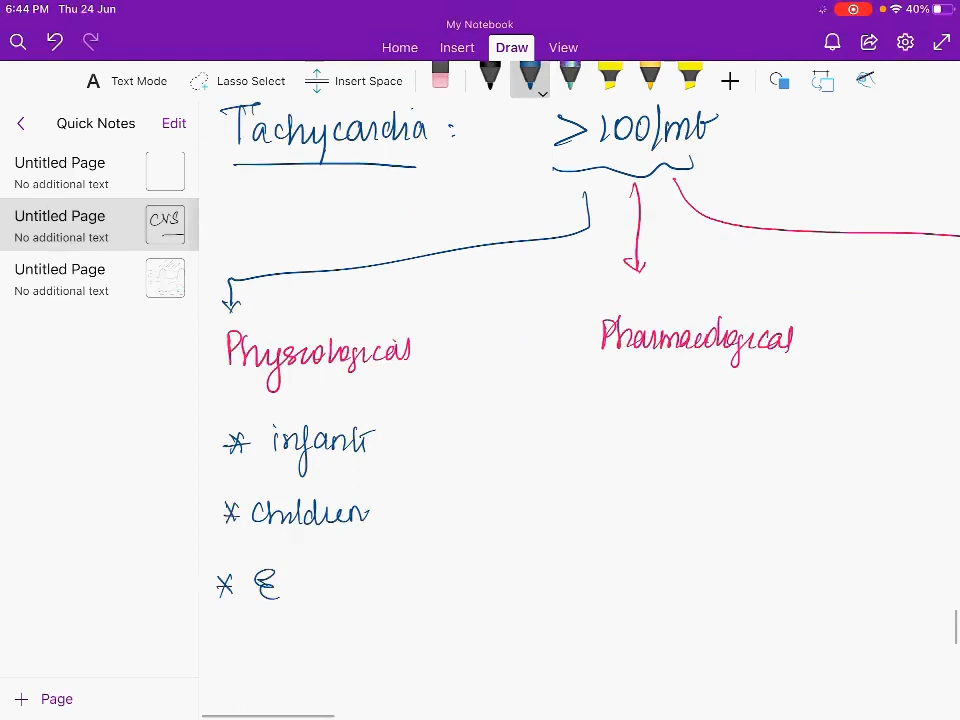 6:44 PM Thu 24 Jun 40%
My Notebook
Home Insert Draw View
Text Mode Lasso Select Insert Space
Quick Notes Edit
Untitled Page
No additional text
Untitled Page
No additional text
CNS
Untitled Page
No additional text
Page
Tachycardia : >100/mt
Physiological Pharmacological
* infant
* children
* E